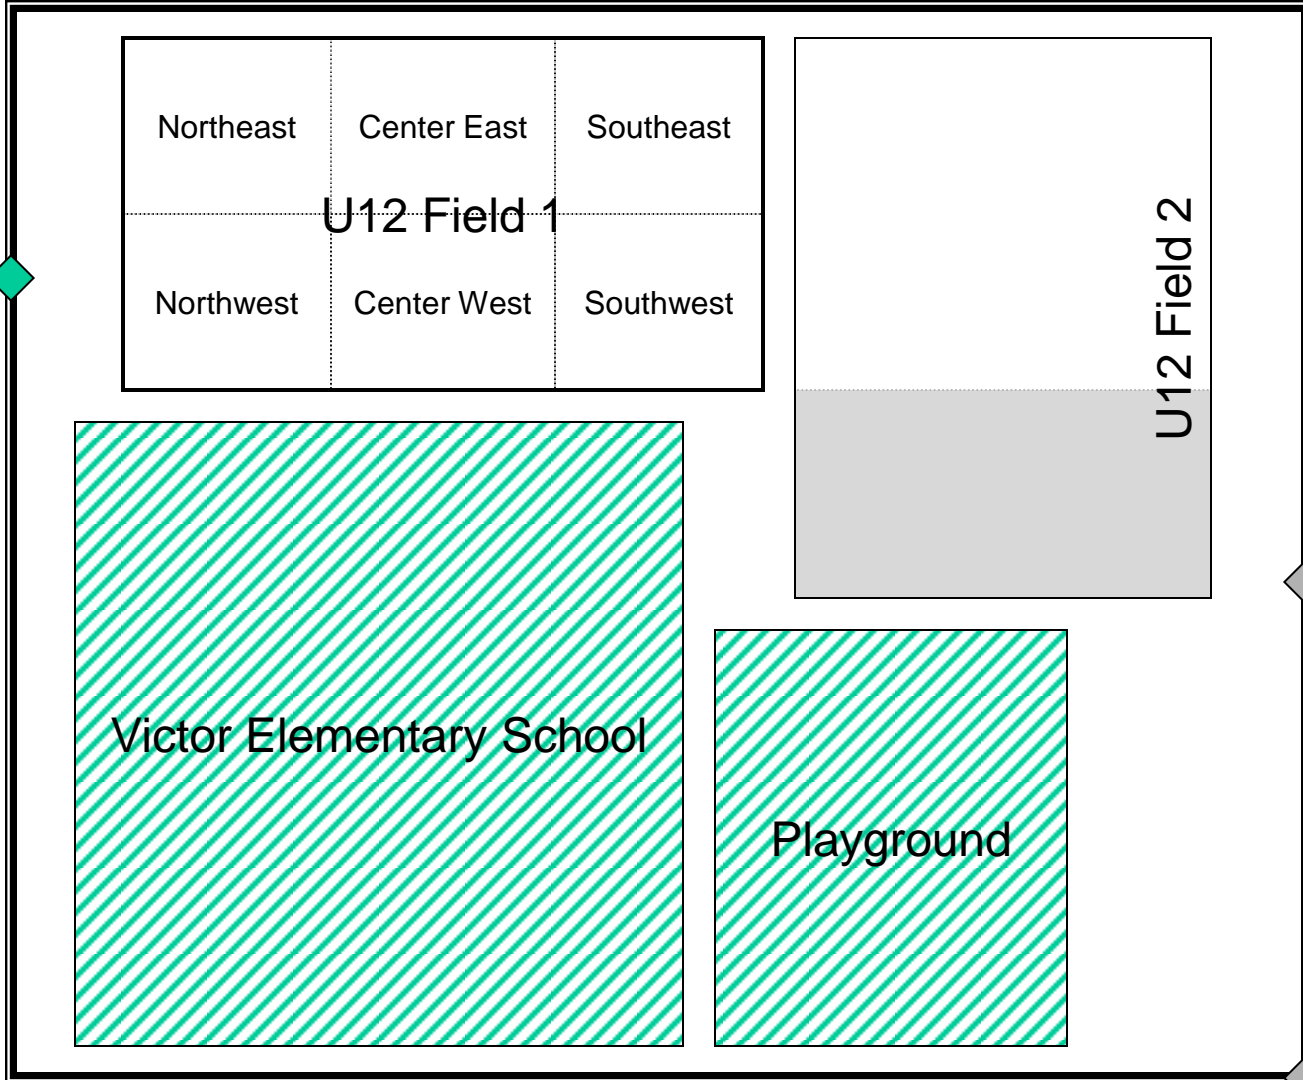 Northeast Center East Southeast
U12 Field 1
Northwest Center West Southwest
U12 Field 2
Victor Elementary School
Playground